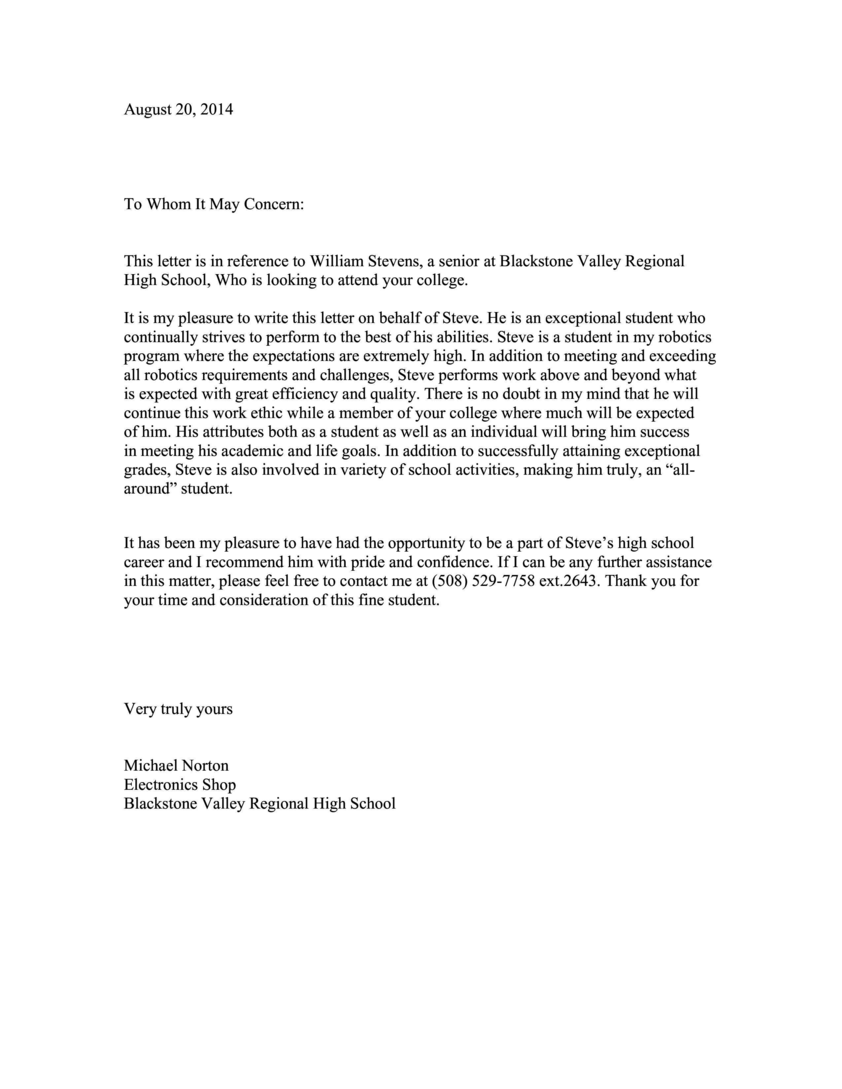 August 20, 2014
To Whom It May Concern:
This letter is in reference to William Stevens, a senior at Blackstone Valley Regional
High School, Who is looking to attend your college.
It is my pleasure to write this letter on behalf of Steve. He is an exceptional student who
continually strives to perform to the best of his abilities. Steve is a student in my robotics
program where the expectations are extremely high. In addition to meeting and exceeding
all robotics requirements and challenges, Steve performs work above and beyond what
is expected with great efficiency and quality. There is no doubt in my mind that he will
continue this work ethic while a member of your college where much will be expected
of him. His attributes both as a student as well as an individual will bring him success
in meeting his academic and life goals. In addition to successfully attaining exceptional
grades, Steve is also involved in variety of school activities, making him truly, an “all-
around” student.
It has been my pleasure to have had the opportunity to be a part of Steve’s high school
career and I recommend him with pride and confidence. If I can be any further assistance
in this matter, please feel free to contact me at (508) 529-7758 ext.2643. Thank you for
your time and consideration of this fine student.
Very truly yours
Michael Norton
Electronics Shop
Blackstone Valley Regional High School